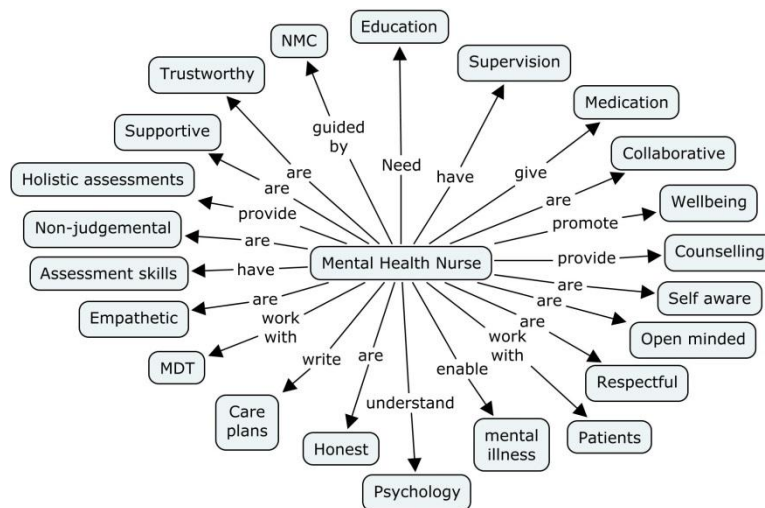 Education
NMC
Supervision
Trustworthy
Medication
guided
by
Supportive
Collaborative
are
Need
have
give
Holistic assessments
are
are
Wellbeing
provide
promote
Non-judgemental
are
Mental Health Nurse
provide
Counselling
Assessment skills
have
are
Self aware
Empathetic
are
are
Open minded
work
with
are
work
with
MDT
write
are
enable
Respectful
Care
plans
understand
Honest
mental
illness
Patients
Psychology